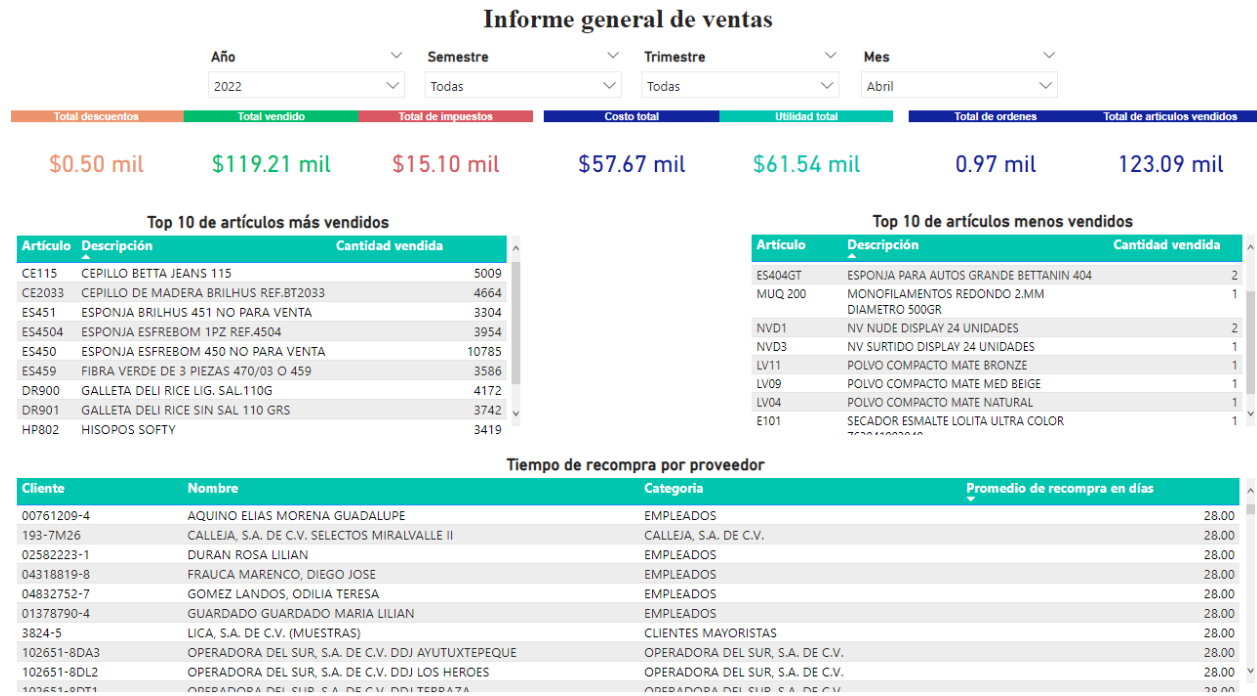 Informe general de ventas
Año Semestre Trimestre Mes
2022 Todas Todas Abril
Total descuentos Total vendido Total de impuestos Costo total Utilidad total Total de ordenes Total de articulos vendidos
$0.50 mil $119.21 mil $15.10 mil $57.67 mil $61.54 mil 0.97 mil 123.09 mil
Top 10 de artículos más vendidos
Artículo Descripción Cantidad vendida
CE115 CEPILLO BETTA JEANS 115 5009
CE2033 CEPILLO DE MADERA BRILHUS REF.BT2033 4664
ES451 ESPONJA BRILHUS 451 NO PARA VENTA 3304
ES4504 ESPONJA ESFREBOM 1PZ REF.4504 3954
ES450 ESPONJA ESFREBOM 450 NO PARA VENTA 10785
ES459 FIBRA VERDE DE 3 PIEZAS 470/03 O 459 3586
DR900 GALLETA DELI RICE LIG. SAL.110G 4172
DR901 GALLETA DELI RICE SIN SAL 110 GRS 3742
HP802 HISOPOS SOFTY 3419
Top 10 de artículos menos vendidos
Artículo Descripción Cantidad vendida
ES404GT ESPONJA PARA AUTOS GRANDE BETTANIN 404 2
MUQ 200 MONOFILAMENTOS REDONDO 2.MM 1
DIAMETRO 500GR
NVD1 NV NUDE DISPLAY 24 UNIDADES 2
NVD3 NV SURTIDO DISPLAY 24 UNIDADES 1
LV11 POLVO COMPACTO MATE BRONZE 1
LV09 POLVO COMPACTO MATE MED BEIGE 1
LV04 POLVO COMPACTO MATE NATURAL 1
E101 SECADOR ESMALTE LOLITA ULTRA COLOR 1
Tiempo de recompra por proveedor
Cliente Nombre Categoria Promedio de recompra en días
00761209-4 AQUINO ELIAS MORENA GUADALUPE EMPLEADOS 28.00
193-7M26 CALLEJA, S.A. DE C.V. SELECTOS MIRALVALLE II CALLEJA, S.A. DE C.V. 28.00
02582223-1 DURAN ROSA LILIAN EMPLEADOS 28.00
04318819-8 FRAUCA MARENCO, DIEGO JOSE EMPLEADOS 28.00
04832752-7 GOMEZ LANDOS, ODILIA TERESA EMPLEADOS 28.00
01378790-4 GUARDADO GUARDADO MARIA LILIAN EMPLEADOS 28.00
3824-5 LICA, S.A. DE C.V. (MUESTRAS) CLIENTES MAYORISTAS 28.00
102651-8DA3 OPERADORA DEL SUR, S.A. DE C.V. DDJ AYUTUXTEPEQUE OPERADORA DEL SUR, S.A. DE C.V. 28.00
102651-8DL2 OPERADORA DEL SUR, S.A. DE C.V. DDJ LOS HEROES OPERADORA DEL SUR, S.A. DE C.V. 28.00
102651-8DT1 OPERADORA DEL SUR, S.A. DE C.V. DDJ TERRAZA OPERADORA DEL SUR, S.A. DE C.V. 28.00